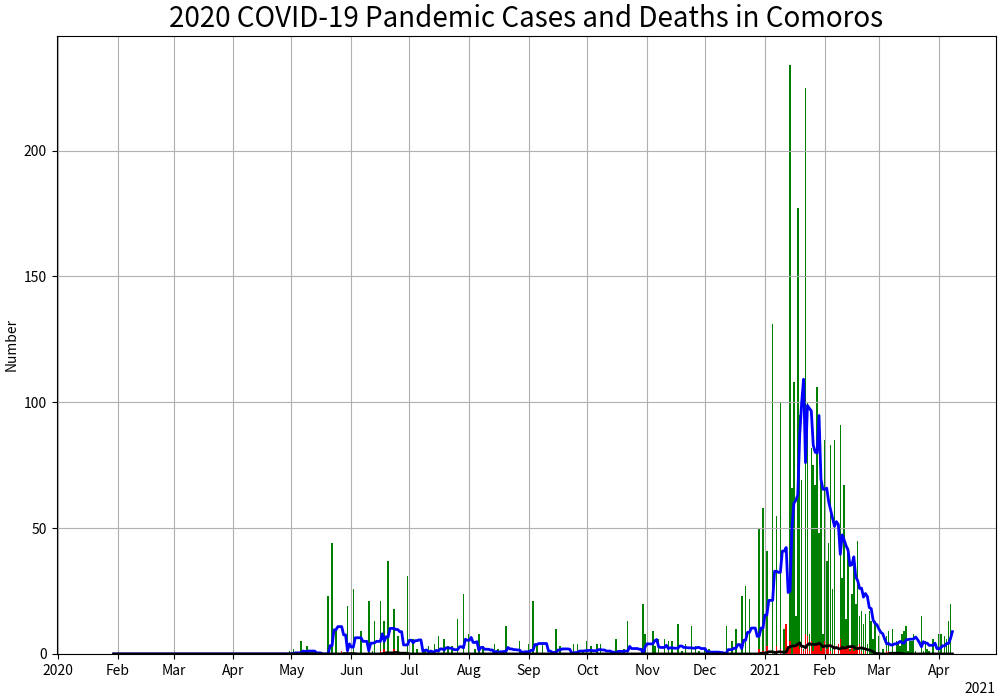 2020 COVID-19 Pandemic Cases and Deaths in Comoros
Number
200
150
100
50
0
2020 Feb Mar Apr May Jun Jul Aug Sep Oct Nov Dec 2021 Feb Mar Apr
2021